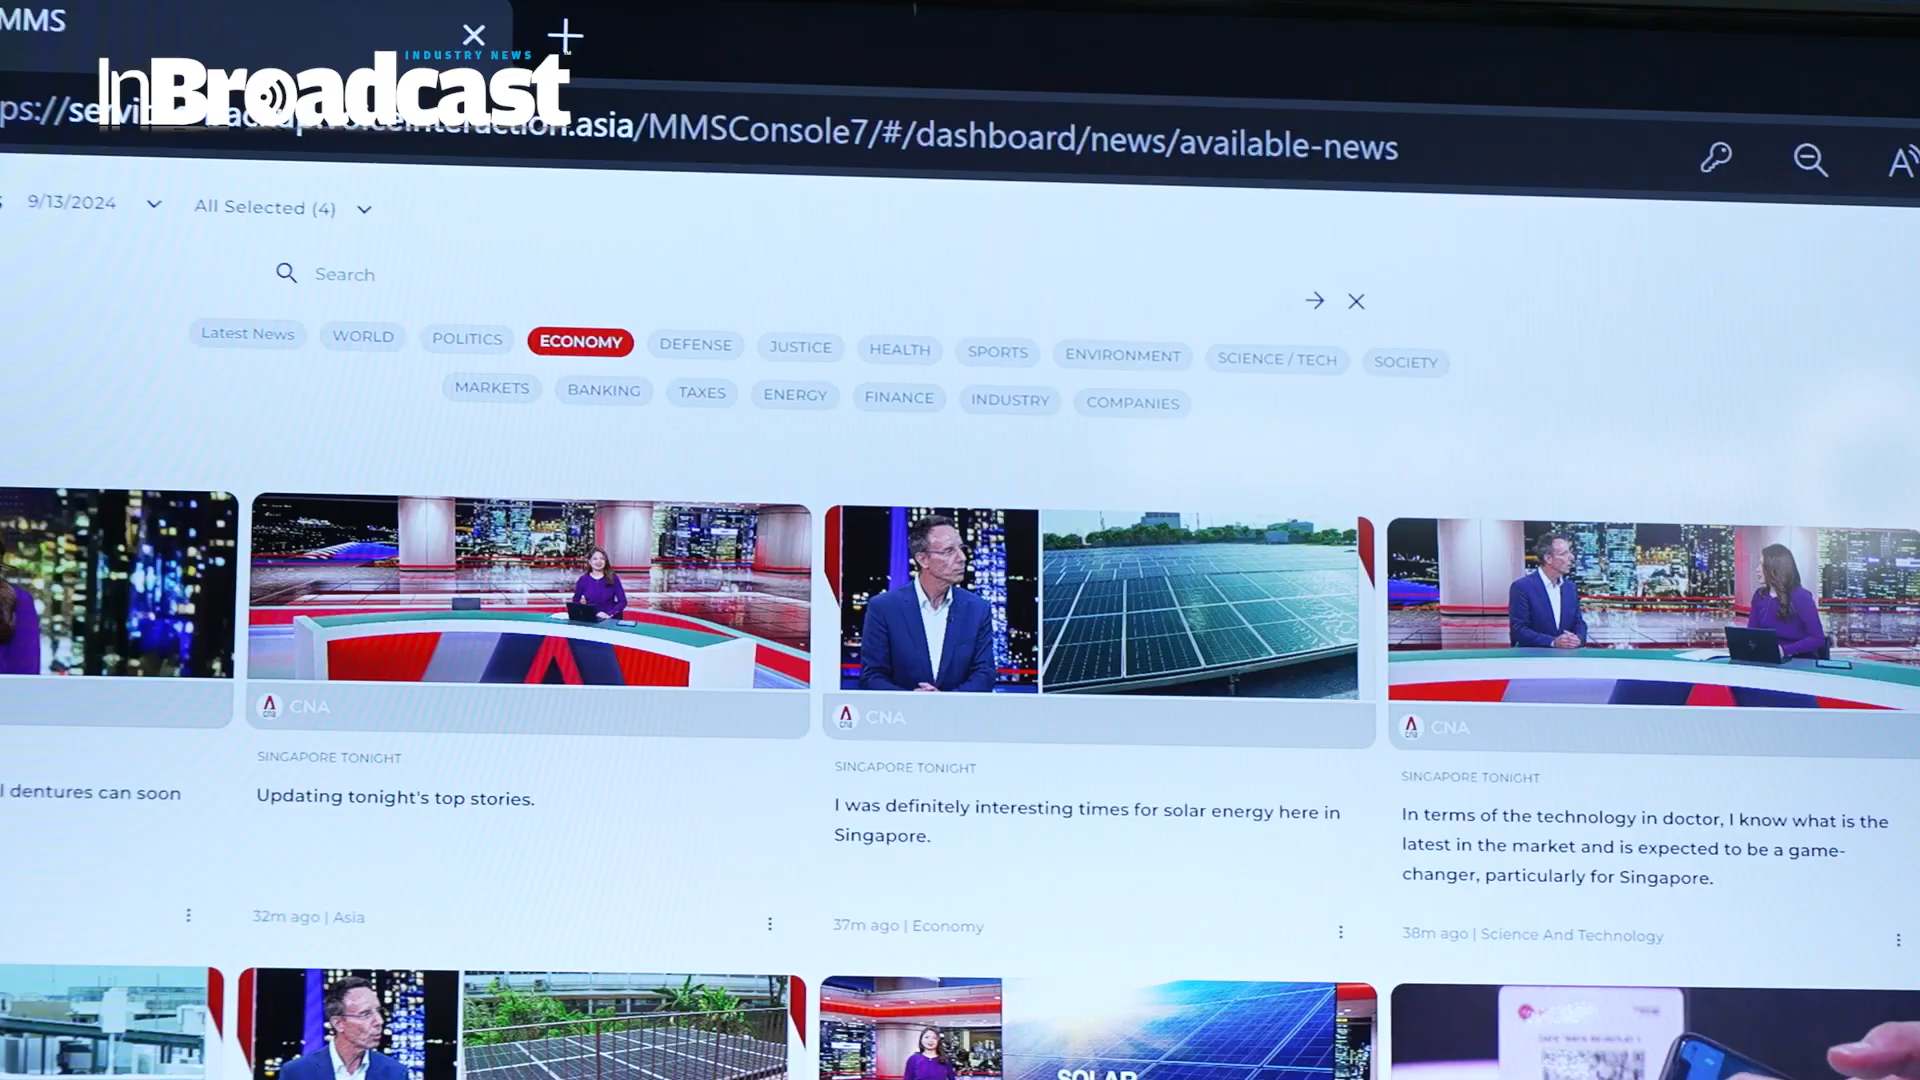 MMS
INDUSTRY NEWS
InBroadcast
ps://servi
.asia/MMSConsole7/#/dashboard/news/available-news
9/13/2024
All Selected (4)
Search
Latest News WORLD POLITICS ECONOMY DEFENSE JUSTICE HEALTH SPORTS ENVIRONMENT SCIENCE / TECH SOCIETY
MARKETS BANKING TAXES ENERGY FINANCE INDUSTRY COMPANIES
cna CNA
cna CNA
cna CNA
l dentures can soon
SINGAPORE TONIGHT
Updating tonight's top stories.
32m ago | Asia
SINGAPORE TONIGHT
I was definitely interesting times for solar energy here in
Singapore.
37m ago | Economy
SINGAPORE TONIGHT
In terms of the technology in doctor, I know what is the
latest in the market and is expected to be a game-
changer, particularly for Singapore.
38m ago | Science And Technology
SOLAR